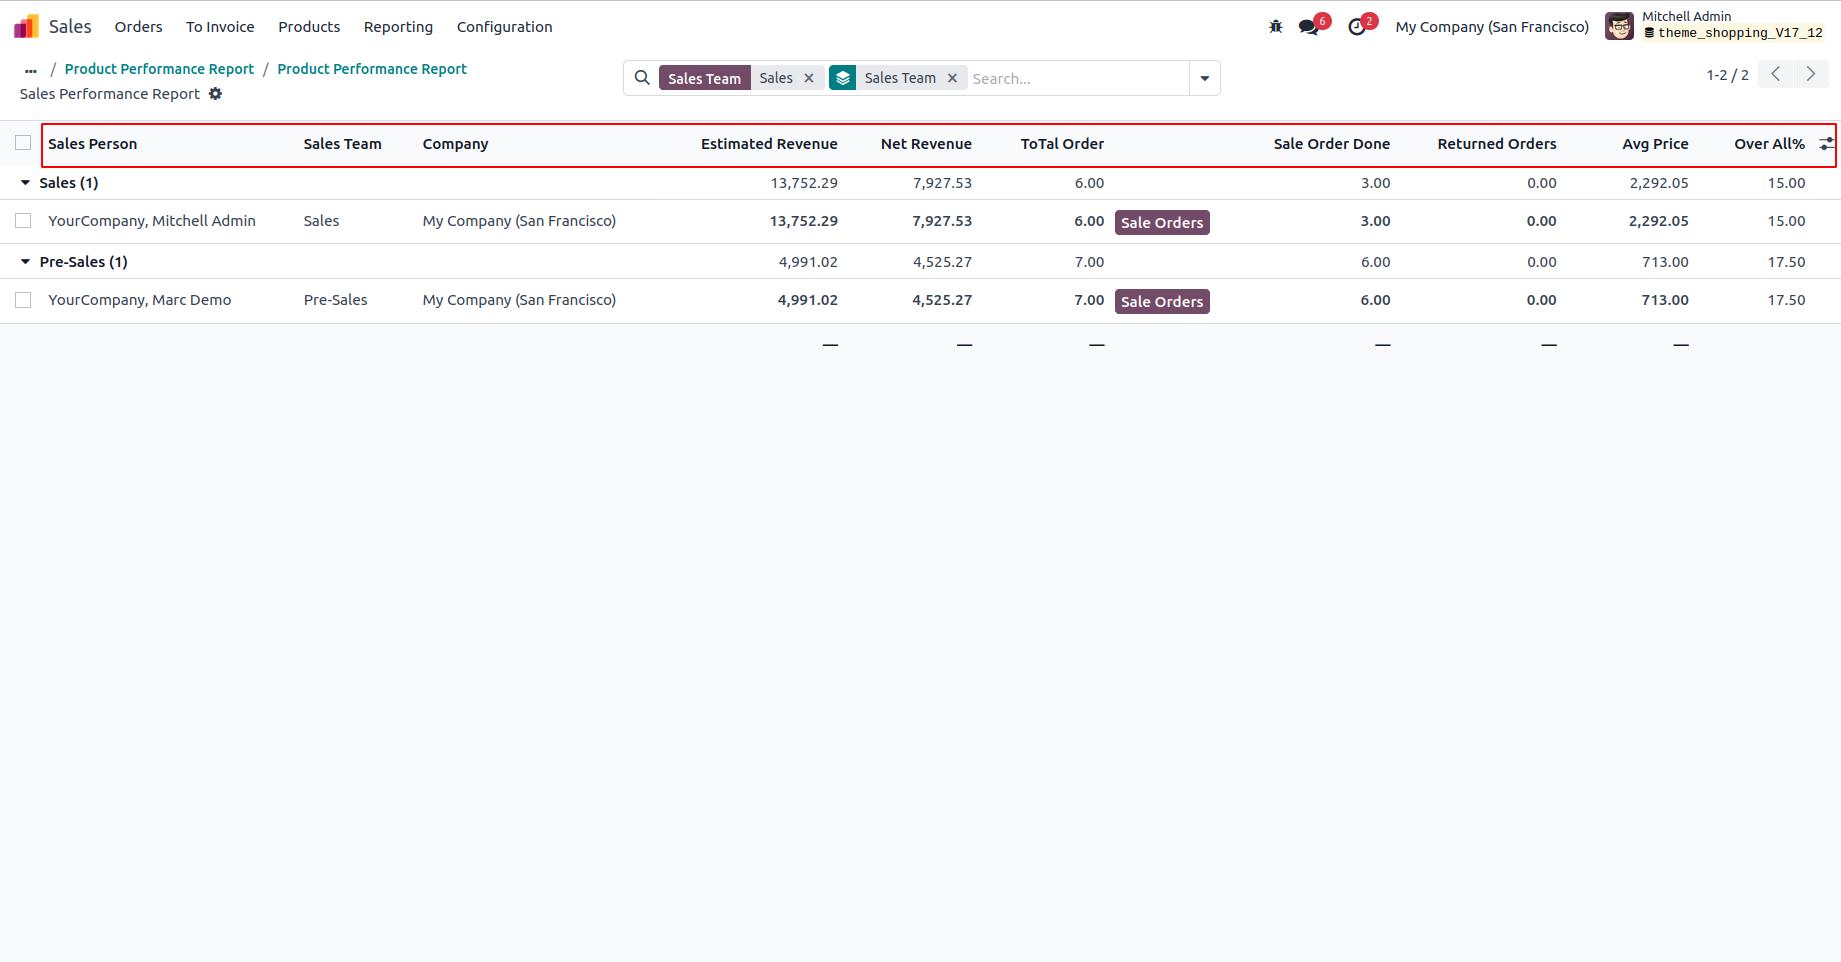 Sales Orders To Invoice Products Reporting Configuration 6 2 My Company (San Francisco) Mitchell Admin
theme_shopping_V17_12
... / Product Performance Report / Product Performance Report
Sales Performance Report
Sales Team Sales × Sales Team × Search... 1-2 / 2
Sales Person Sales Team Company Estimated Revenue Net Revenue ToTal Order Sale Order Done Returned Orders Avg Price Over All%
Sales (1) 13,752.29 7,927.53 6.00 3.00 0.00 2,292.05 15.00
YourCompany, Mitchell Admin Sales My Company (San Francisco) 13,752.29 7,927.53 6.00 Sale Orders 3.00 0.00 2,292.05 15.00
Pre-Sales (1) 4,991.02 4,525.27 7.00 6.00 0.00 713.00 17.50
YourCompany, Marc Demo Pre-Sales My Company (San Francisco) 4,991.02 4,525.27 7.00 Sale Orders 6.00 0.00 713.00 17.50
— — — — — —